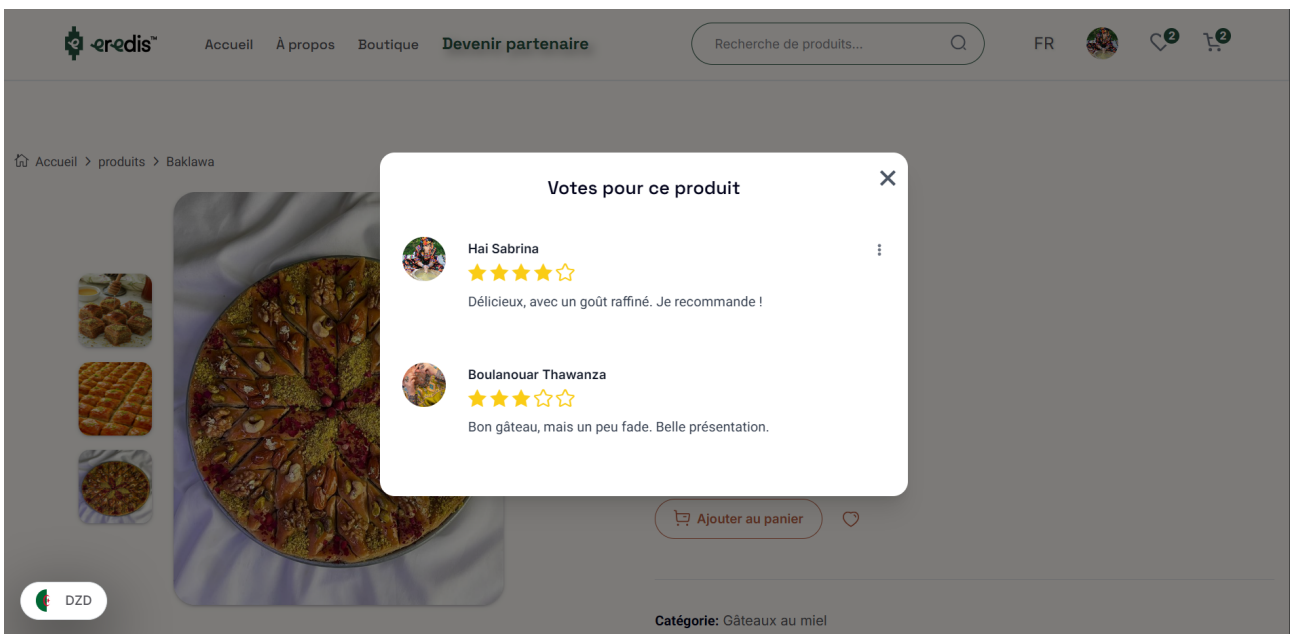 eredis™ Accueil À propos Boutique Devenir partenaire Recherche de produits... FR 2 2
Accueil > produits > Baklawa
Votes pour ce produit
Hai Sabrina
Délicieux, avec un goût raffiné. Je recommande !
Boulanouar Thawanza
Bon gâteau, mais un peu fade. Belle présentation.
Ajouter au panier
DZD
Catégorie: Gâteaux au miel